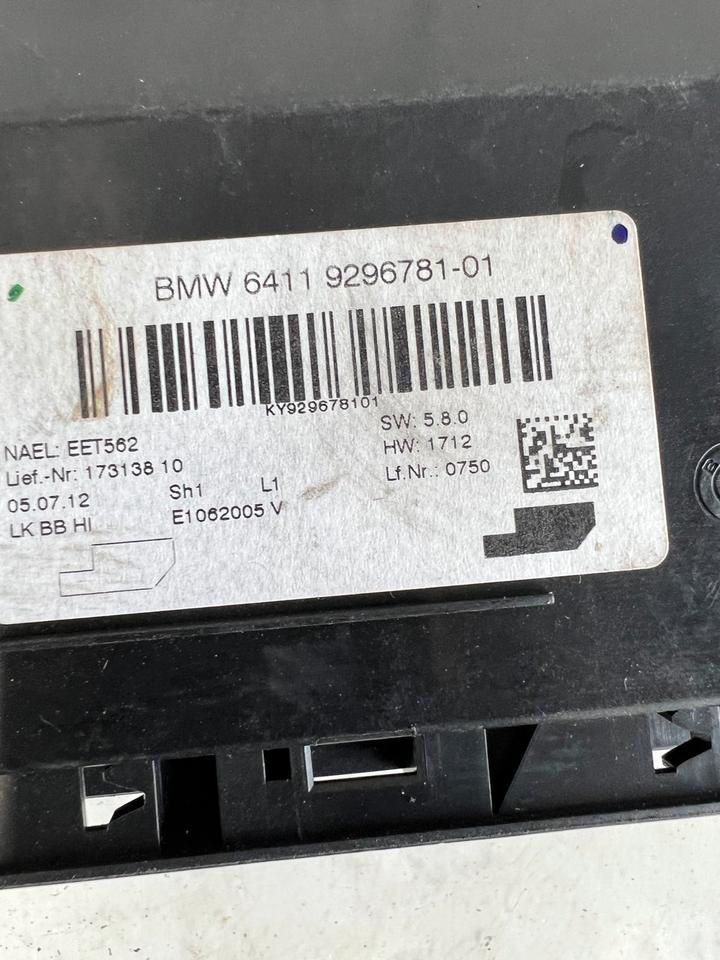 BMW 6411 9296781-01
KY929678101
NAEL: EET562
Lief.-Nr: 173138 10
05.07.12 Sh1 L1
LK BB HI E1062005 V
SW: 5.8.0
HW: 1712
Lf.Nr.: 0750